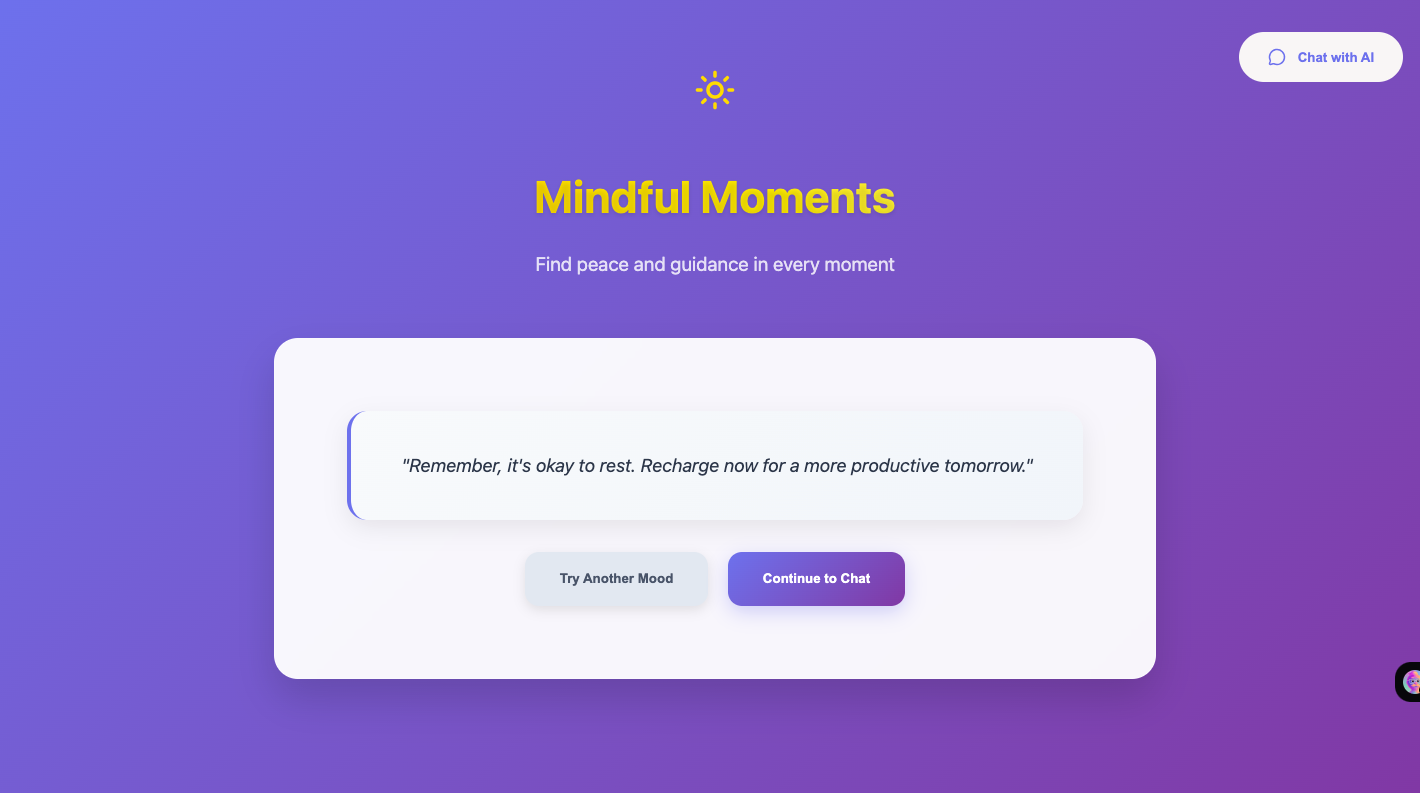 Chat with AI
Mindful Moments
Find peace and guidance in every moment
"Remember, it's okay to rest. Recharge now for a more productive tomorrow."
Try Another Mood
Continue to Chat